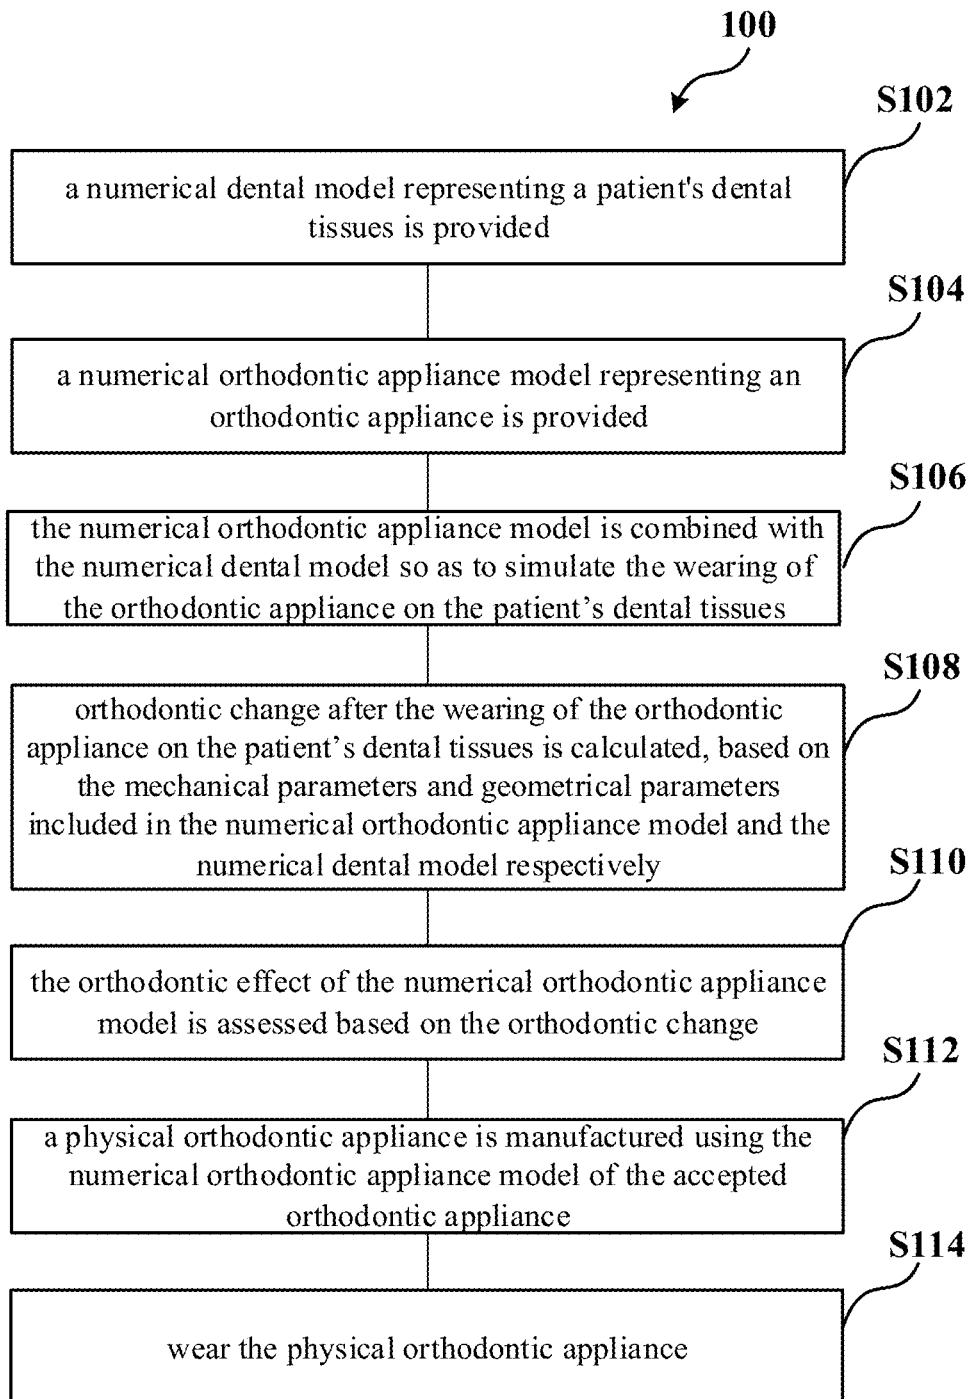 100
S102
a numerical dental model representing a patient's dental
tissues is provided
S104
a numerical orthodontic appliance model representing an
orthodontic appliance is provided
S106
the numerical orthodontic appliance model is combined with
the numerical dental model so as to simulate the wearing of
the orthodontic appliance on the patient’s dental tissues
S108
orthodontic change after the wearing of the orthodontic
appliance on the patient’s dental tissues is calculated, based on
the mechanical parameters and geometrical parameters
included in the numerical orthodontic appliance model and the
numerical dental model respectively
S110
the orthodontic effect of the numerical orthodontic appliance
model is assessed based on the orthodontic change
S112
a physical orthodontic appliance is manufactured using the
numerical orthodontic appliance model of the accepted
orthodontic appliance
S114
wear the physical orthodontic appliance